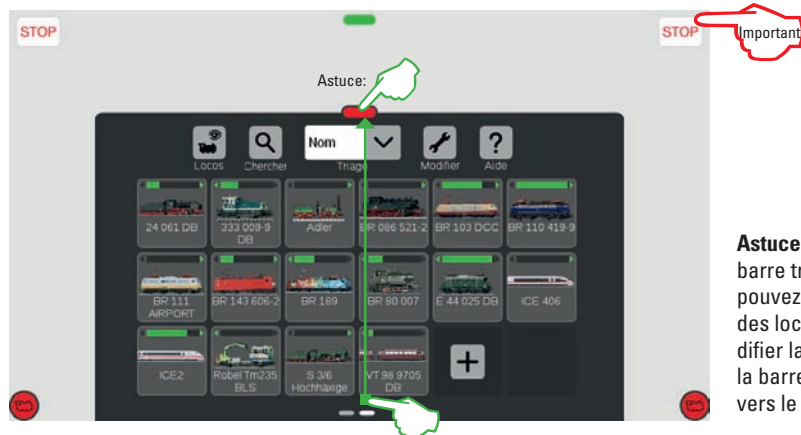 STOP
STOP
Important
Astuce:
Nom
Locos
Chercher
Triage
Modifier
Aide
24 061 DB
333 009-9
DB
Adler
BR 086 521-2
BR 103 DCC
BR 110 419-9
BR 111
AIRPORT
BR 143 606-2
BR 189
BR 80 007
E 44 025 DB
ICE 406
ICE2
Robel Tm235
BLS
S 3/6
Hochhaxige
VT 98 9705
DB
Astuce
barre tr
pouvez
des loc
difier la
la barre
vers le